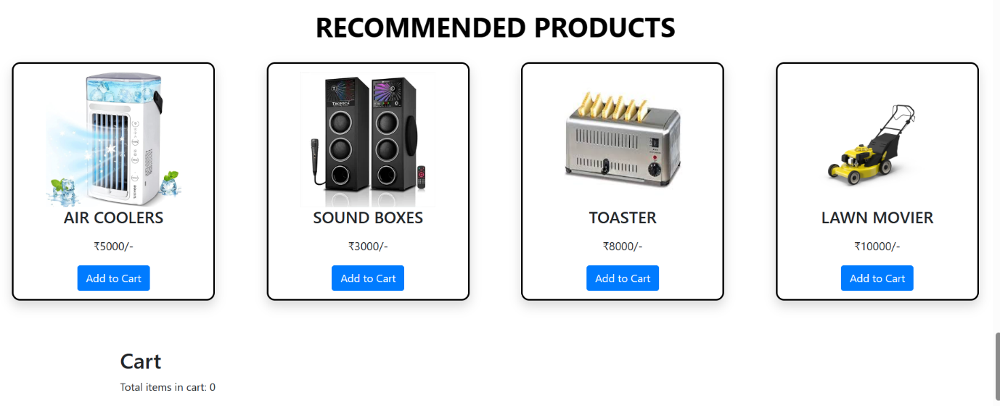 RECOMMENDED PRODUCTS
TRONICA
AIR COOLERS
₹5000/-
Add to Cart
SOUND BOXES
₹3000/-
Add to Cart
TOASTER
₹8000/-
Add to Cart
LAWN MOVIER
₹10000/-
Add to Cart
Cart
Total items in cart: 0